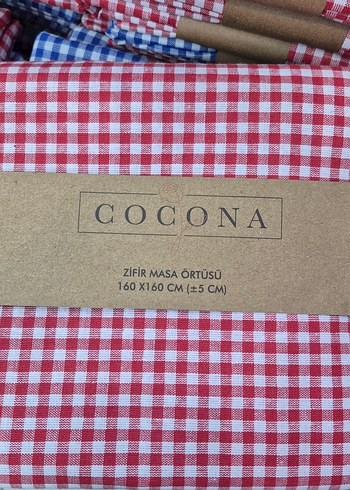 COCONA
ZİFİR MASA ÖRTÜSÜ
160 X160 CM (±5 CM)